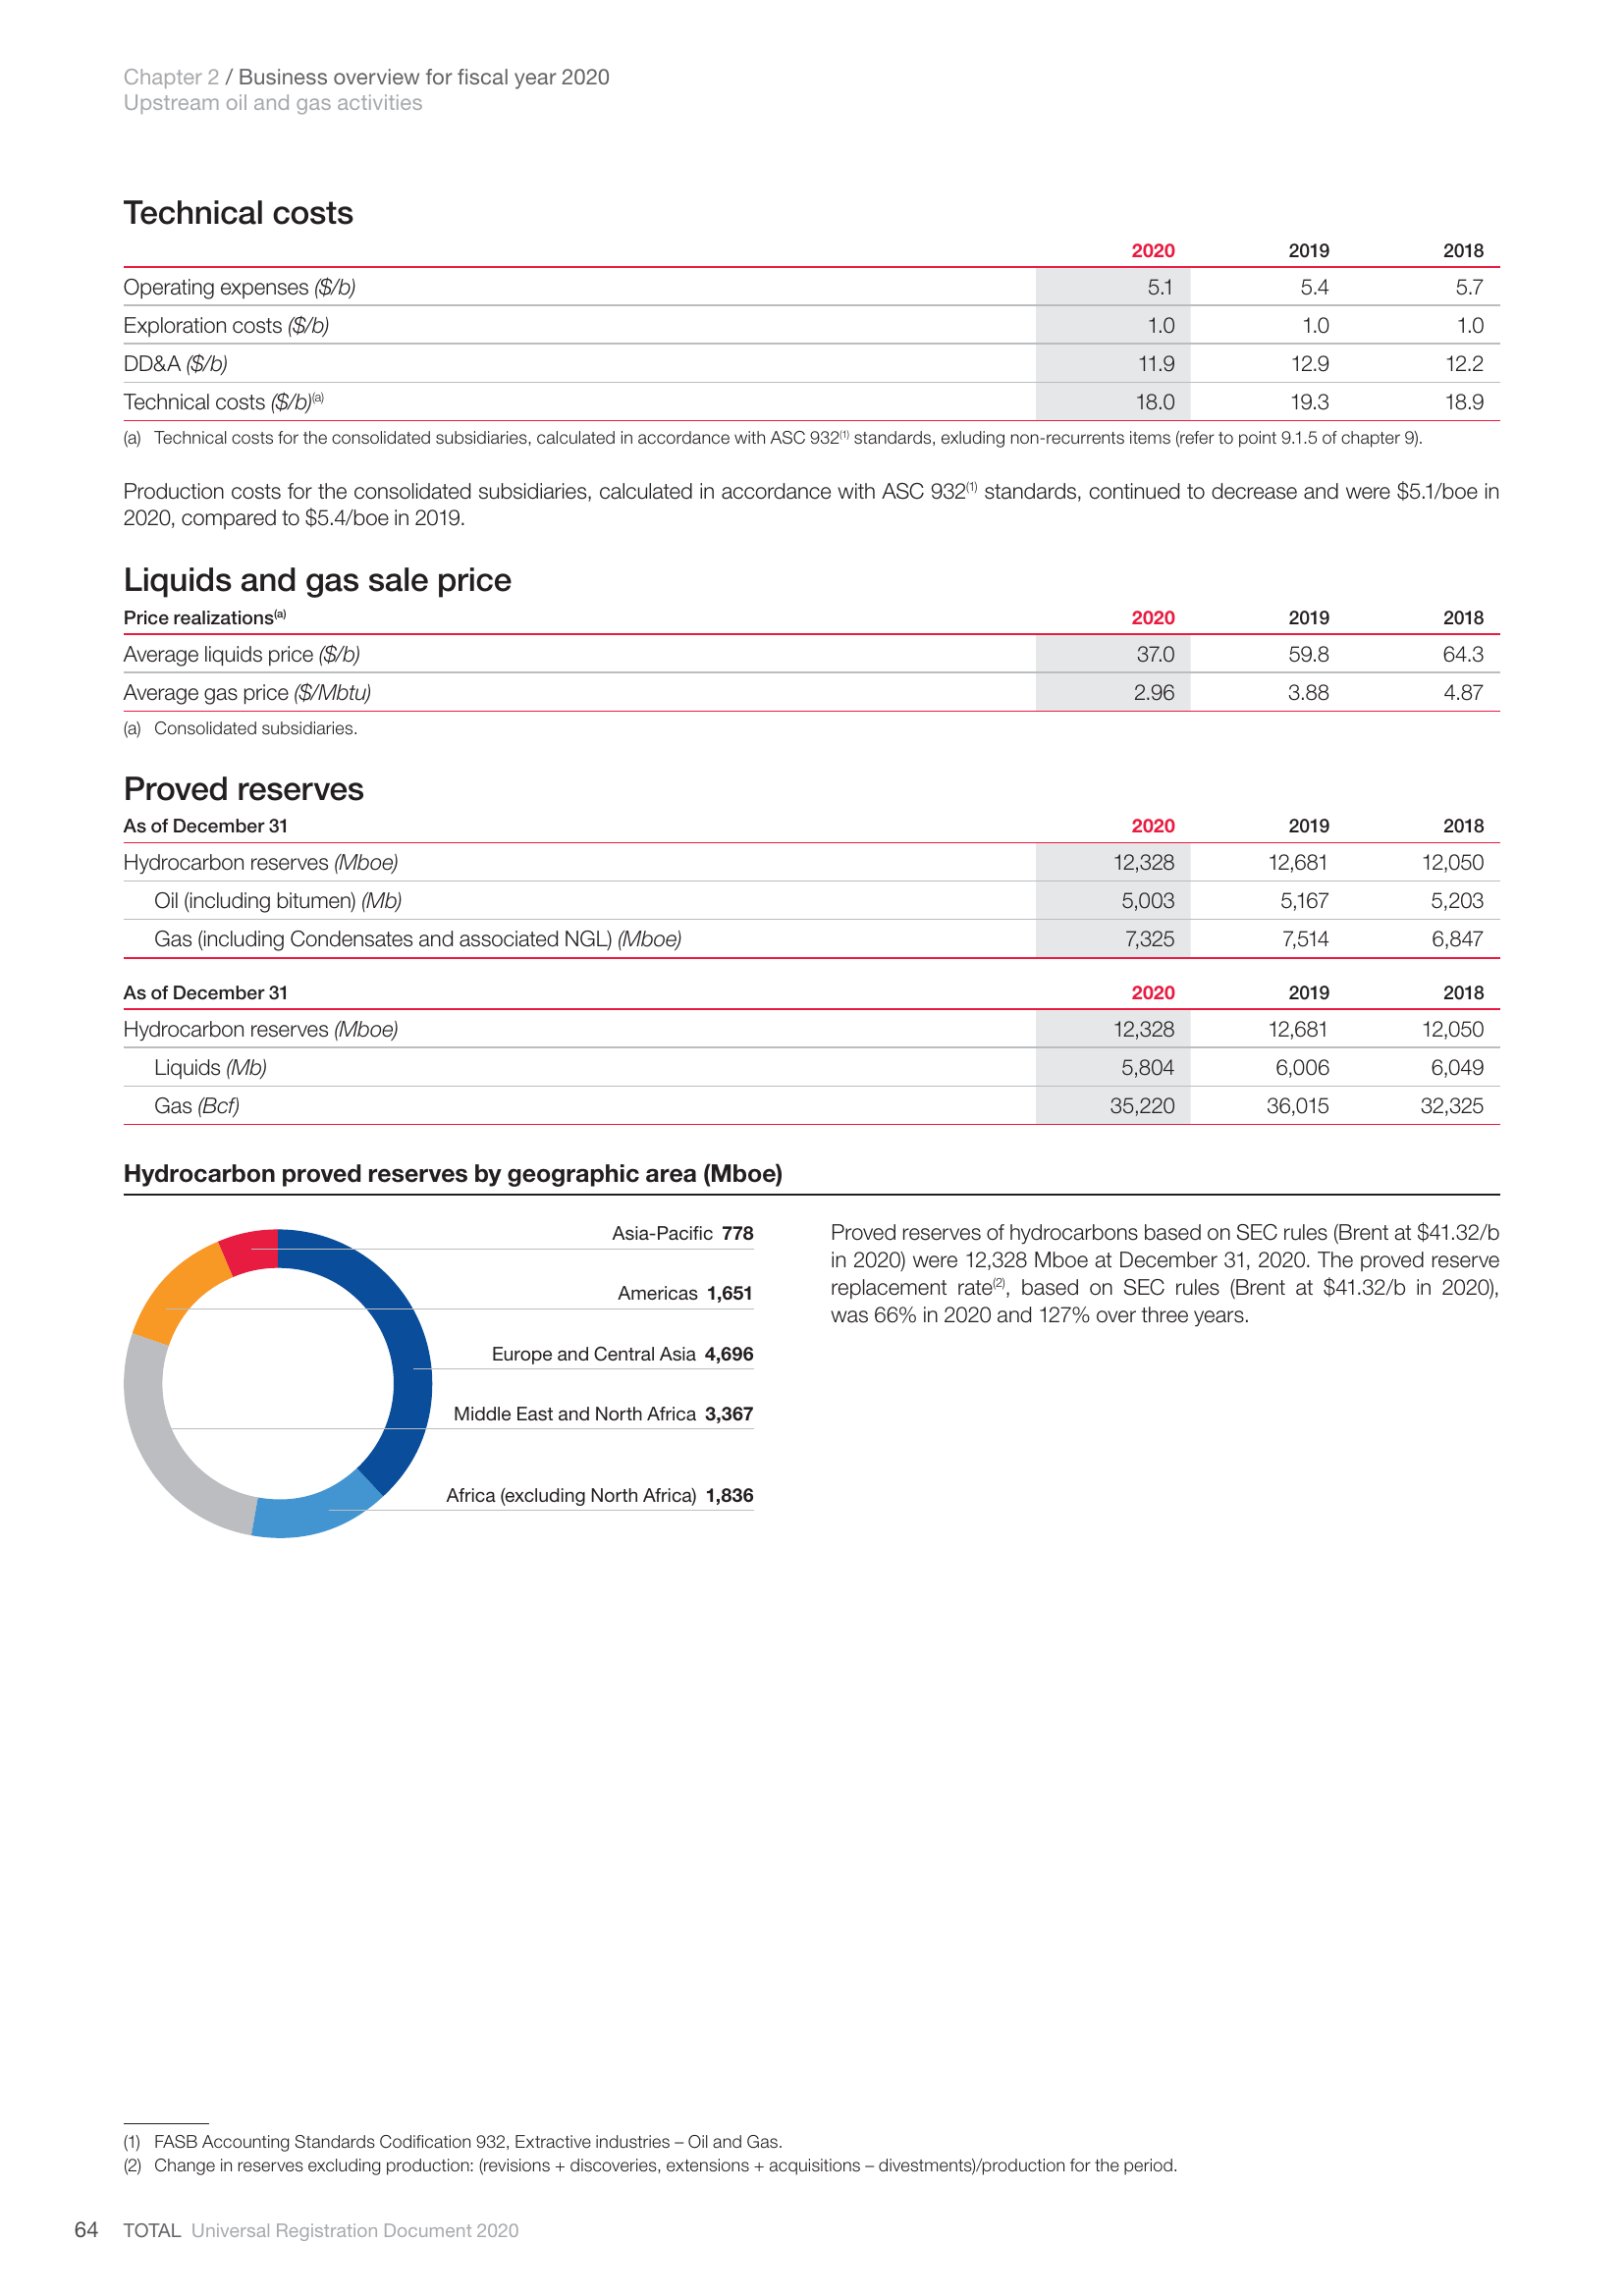 Chapter 2 / Business overview for fiscal year 2020
Upstream oil and gas activities
Technical costs
2020 2019 2018
Operating expenses ($/b) 5.1 5.4 5.7
Exploration costs ($/b) 1.0 1.0 1.0
DD&A ($/b) 11.9 12.9 12.2
Technical costs ($/b)(a) 18.0 19.3 18.9
(a) Technical costs for the consolidated subsidiaries, calculated in accordance with ASC 932(1) standards, exluding non-recurrents items (refer to point 9.1.5 of chapter 9).
Production costs for the consolidated subsidiaries, calculated in accordance with ASC 932(1) standards, continued to decrease and were $5.1/boe in
2020, compared to $5.4/boe in 2019.
Liquids and gas sale price
Price realizations(a) 2020 2019 2018
Average liquids price ($/b) 37.0 59.8 64.3
Average gas price ($/Mbtu) 2.96 3.88 4.87
(a) Consolidated subsidiaries.
Proved reserves
As of December 31 2020 2019 2018
Hydrocarbon reserves (Mboe) 12,328 12,681 12,050
Oil (including bitumen) (Mb) 5,003 5,167 5,203
Gas (including Condensates and associated NGL) (Mboe) 7,325 7,514 6,847
As of December 31 2020 2019 2018
Hydrocarbon reserves (Mboe) 12,328 12,681 12,050
Liquids (Mb) 5,804 6,006 6,049
Gas (Bcf) 35,220 36,015 32,325
Hydrocarbon proved reserves by geographic area (Mboe)
Asia-Pacific 778
Americas 1,651
Europe and Central Asia 4,696
Middle East and North Africa 3,367
Africa (excluding North Africa) 1,836
Proved reserves of hydrocarbons based on SEC rules (Brent at $41.32/b
in 2020) were 12,328 Mboe at December 31, 2020. The proved reserve
replacement rate(2), based on SEC rules (Brent at $41.32/b in 2020),
was 66% in 2020 and 127% over three years.
(1) FASB Accounting Standards Codification 932, Extractive industries – Oil and Gas.
(2) Change in reserves excluding production: (revisions + discoveries, extensions + acquisitions – divestments)/production for the period.
64 TOTAL Universal Registration Document 2020